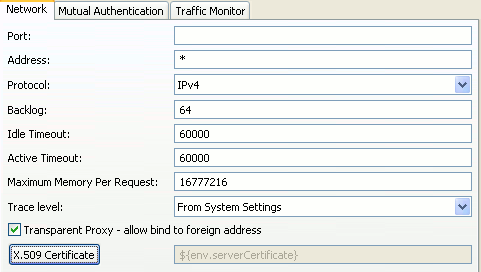 Network Mutual Authentication Traffic Monitor
Port:
Address: *
Protocol: IPv4
Backlog: 64
Idle Timeout: 60000
Active Timeout: 60000
Maximum Memory Per Request: 16777216
Trace level: From System Settings
Transparent Proxy - allow bind to foreign address
X.509 Certificate ${env.serverCertificate}